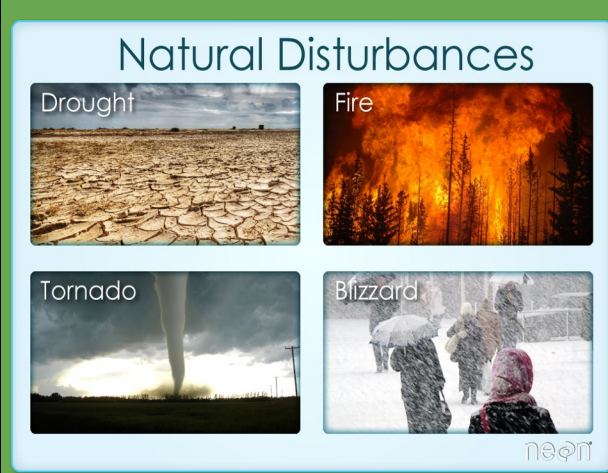 Natural Disturbances
Drought
Fire
Tornado
Blizzard
neon